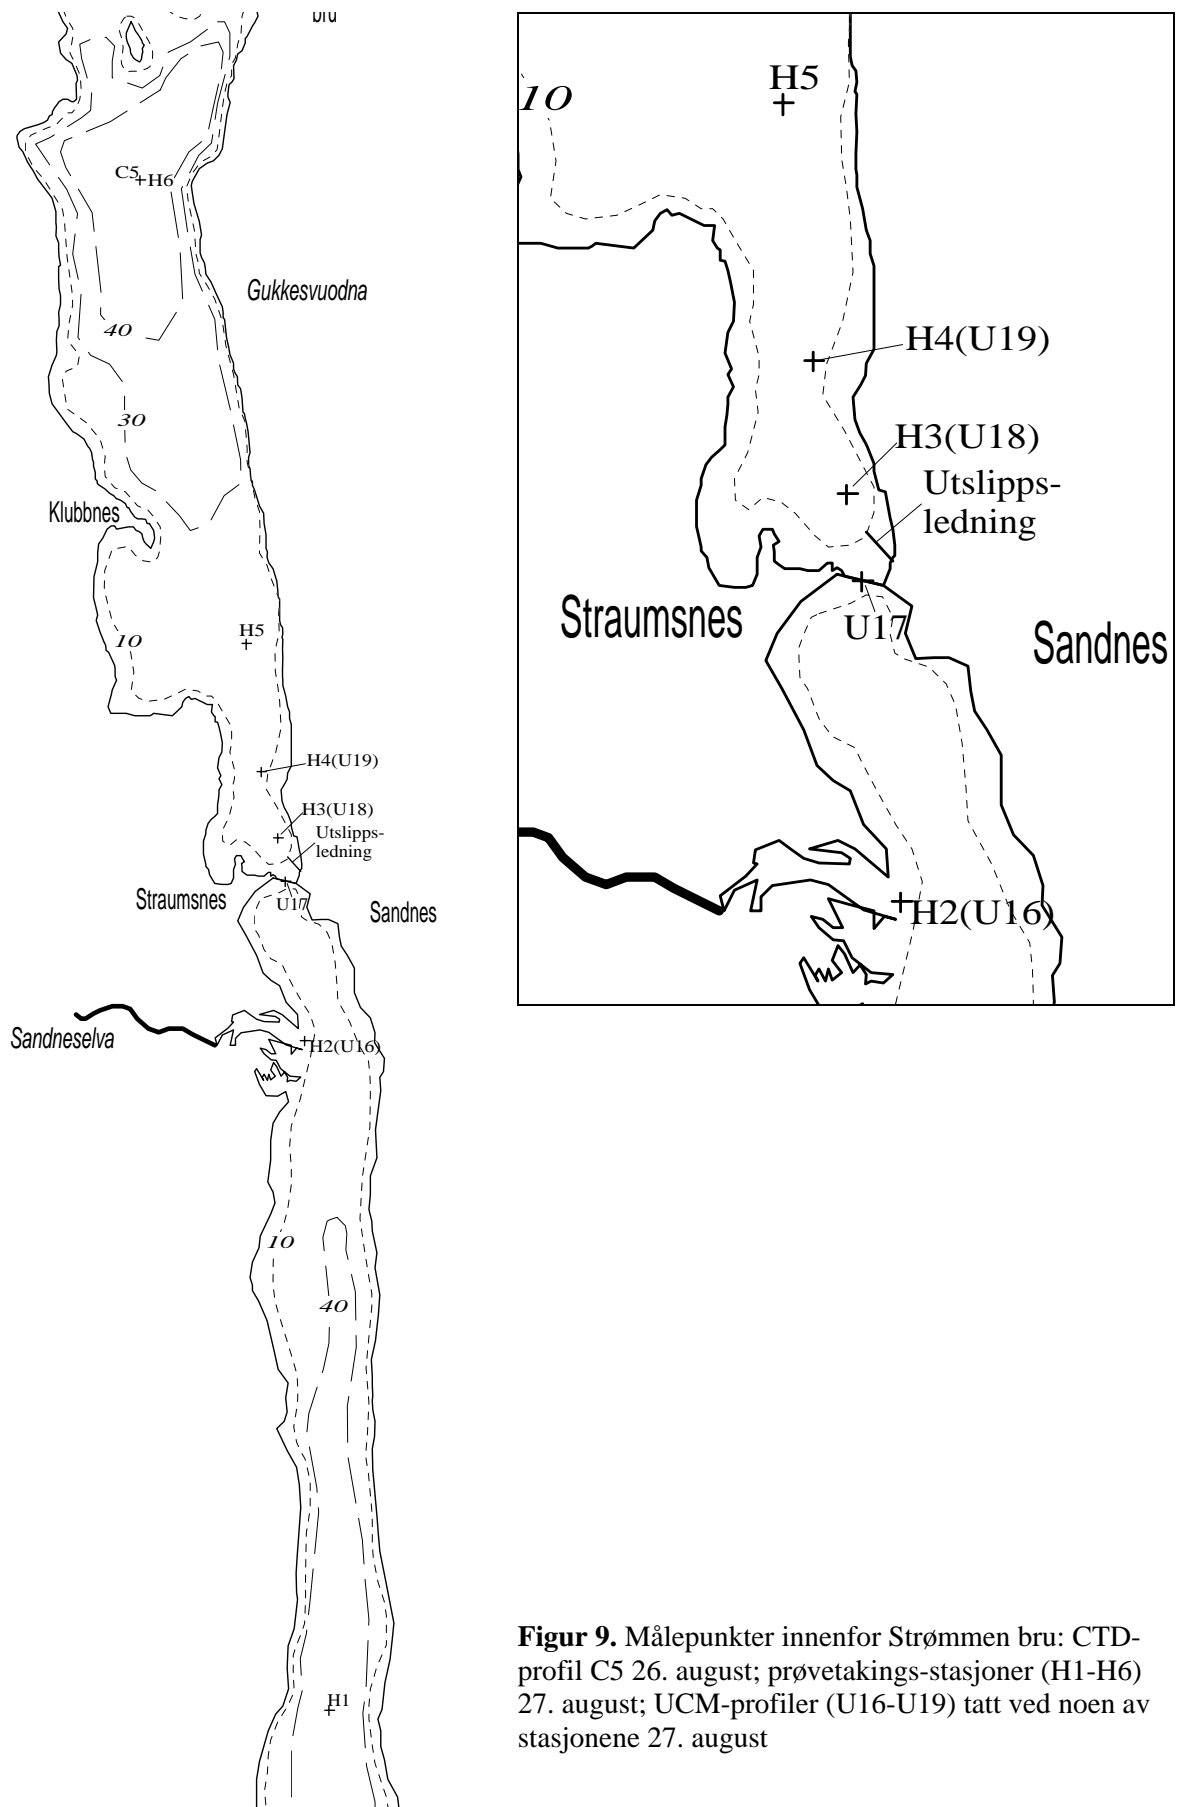 bru
C5
H6
Gukkesvuodna
40
30
Klubbnes
H5
10
H4(U19)
H3(U18)
Utslipps-
ledning
Straumsnes
U17
Sandnes
Sandneselva
H2(U16)
10
40
H1
H5
10
H4(U19)
H3(U18)
Utslipps-
ledning
Straumsnes
U17
Sandnes
H2(U16)
Figur 9. Målepunkter innenfor Strømmen bru: CTD-
profil C5 26. august; prøvetakings-stasjoner (H1-H6)
27. august; UCM-profiler (U16-U19) tatt ved noen av
stasjonene 27. august